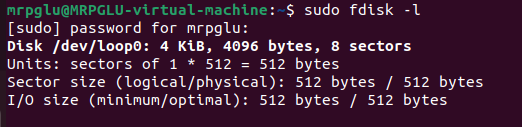 mrpglu@MRPGLU-virtual-machine:~$ sudo fdisk -l
[sudo] password for mrpglu:
Disk /dev/loop0: 4 KiB, 4096 bytes, 8 sectors
Units: sectors of 1 * 512 = 512 bytes
Sector size (logical/physical): 512 bytes / 512 bytes
I/O size (minimum/optimal): 512 bytes / 512 bytes